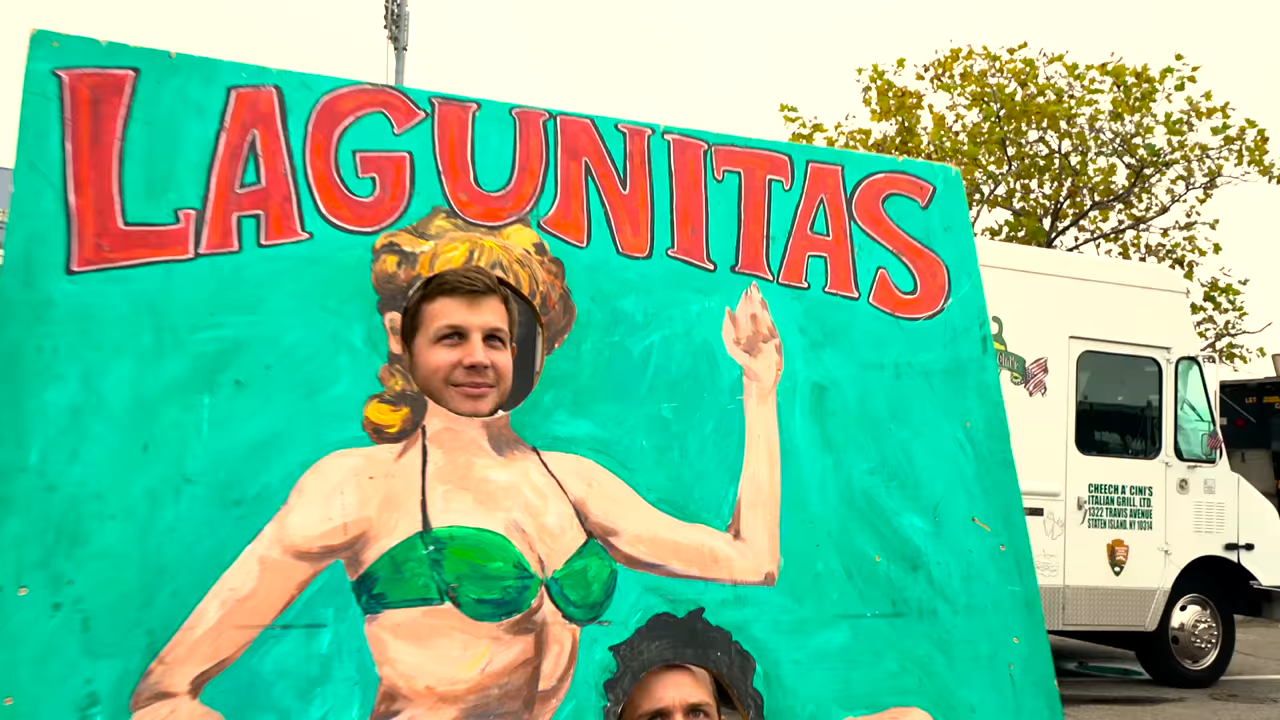 LAGUNITAS
CHEECH A' CINI'S
ITALIAN GRILL, LTD.
1322 TRAVIS AVENUE
STATEN ISLAND, NY 10314